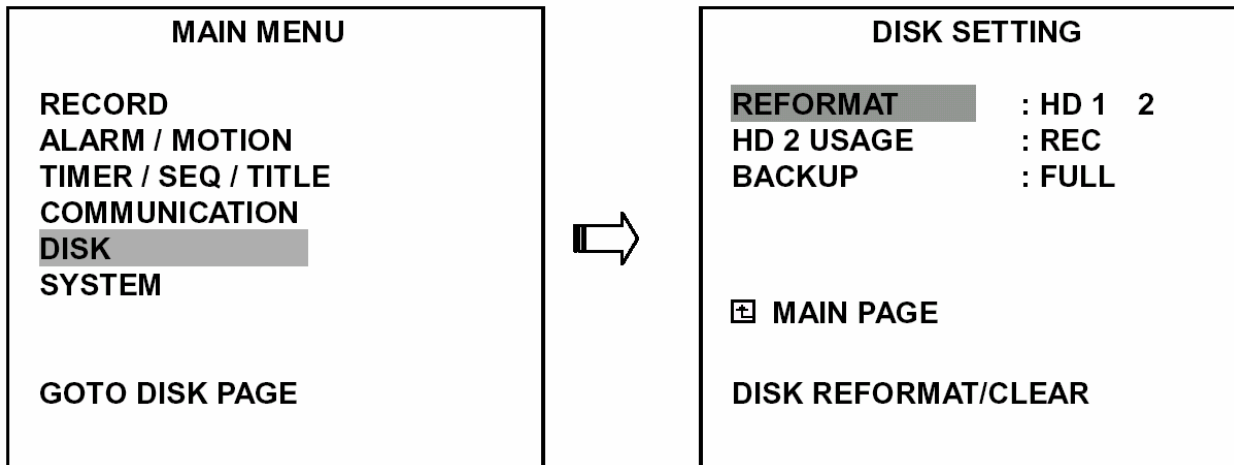 MAIN MENU
RECORD
ALARM / MOTION
TIMER / SEQ / TITLE
COMMUNICATION
DISK
SYSTEM
GOTO DISK PAGE
DISK SETTING
REFORMAT : HD 1 2
HD 2 USAGE : REC
BACKUP : FULL
MAIN PAGE
DISK REFORMAT/CLEAR